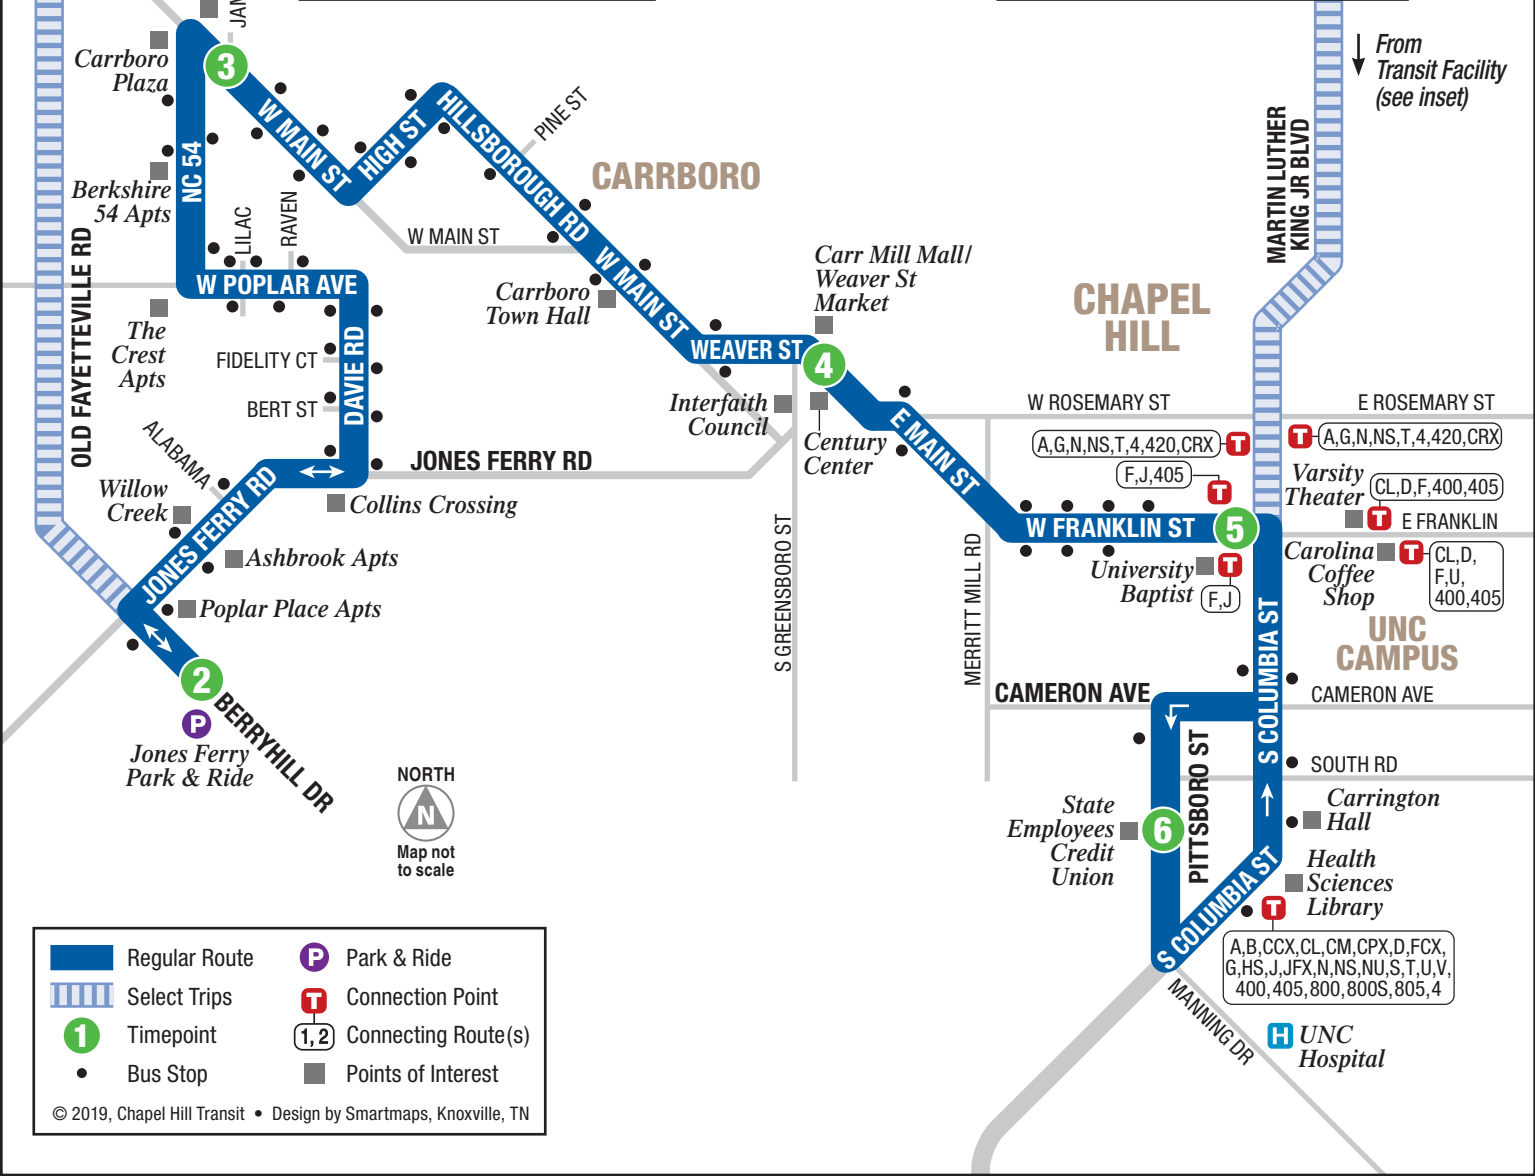 JAN
Carrboro
Plaza
3
From
Transit Facility
(see inset)
W MAIN ST
HIGH ST
HILLSBOROUGH RD
PINE ST
CARRBORO
MARTIN LUTHER
KING JR BLVD
NC 54
Berkshire
54 Apts
LILAC
RAVEN
W MAIN ST
OLD FAYETTEVILLE RD
W POPLAR AVE
Carrboro
Town Hall
W MAIN ST
Carr Mill Mall/
Weaver St
Market
CHAPEL
HILL
The
Crest
Apts
FIDELITY CT
BERT ST
DAVIE RD
WEAVER ST
4
Interfaith
Council
Century
Center
E MAIN ST
W ROSEMARY ST
E ROSEMARY ST
A,G,N,NS,T,4,420,CRX
T
T
A,G,N,NS,T,4,420,CRX
F,J,405
T
Varsity
Theater
CL,D,F,400,405
T
ALABAMA
JONES FERRY RD
Willow
Creek
Collins Crossing
JONES FERRY RD
Ashbrook Apts
Poplar Place Apts
W FRANKLIN ST
5
E FRANKLIN
University
Baptist
T
F,J
Carolina
Coffee
Shop
T
CL,D,
F,U,
400,405
S GREENSBORO ST
MERRITT MILL RD
UNC
CAMPUS
S COLUMBIA ST
2
BERRYHILL DR
P
Jones Ferry
Park & Ride
CAMERON AVE
CAMERON AVE
PITTSBORO ST
SOUTH RD
NORTH
N
Map not
to scale
State
Employees
Credit
Union
6
Carrington
Hall
Health
Sciences
Library
S COLUMBIA ST
T
A,B,CCX,CL,CM,CPX,D,FCX,
G,HS,J,JFX,N,NS,NU,S,T,U,V,
400,405,800,800S,805,4
MANNING DR
H
UNC
Hospital
Regular Route
P
Park & Ride
Select Trips
T
Connection Point
1
Timepoint
1,2
Connecting Route(s)
Bus Stop
Points of Interest
© 2019, Chapel Hill Transit • Design by Smartmaps, Knoxville, TN